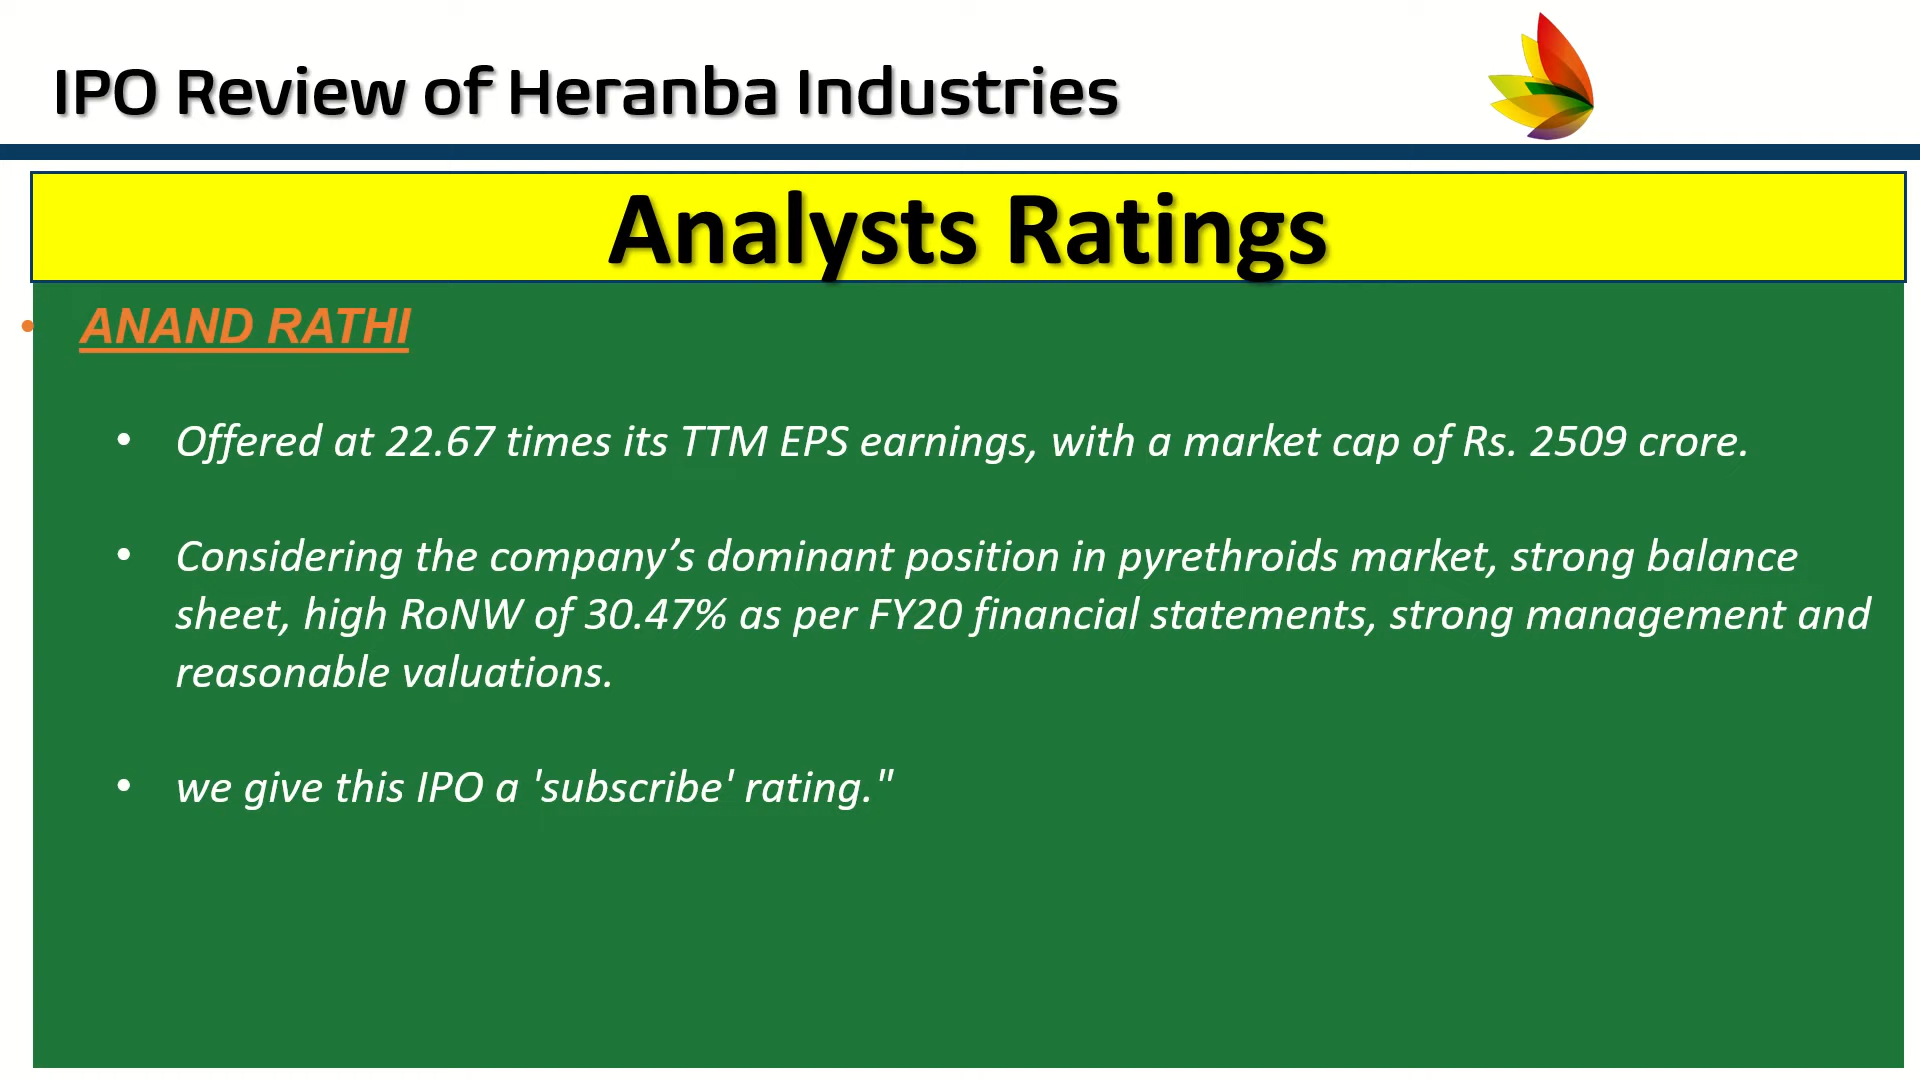 IPO Review of Heranba Industries
Analysts Ratings
• ANAND RATHI
• Offered at 22.67 times its TTM EPS earnings, with a market cap of Rs. 2509 crore.
• Considering the company’s dominant position in pyrethroids market, strong balance
sheet, high RoNW of 30.47% as per FY20 financial statements, strong management and
reasonable valuations.
• we give this IPO a 'subscribe' rating."